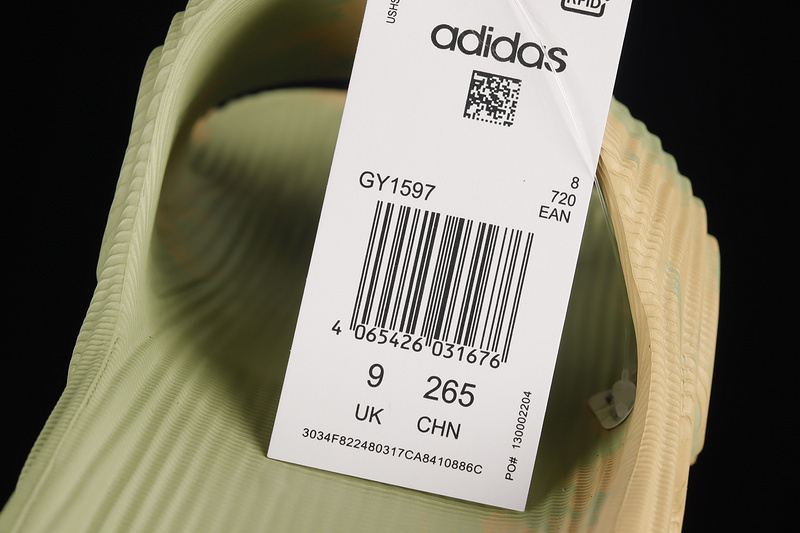 USHS
RFID
adidas
GY1597
8
720
EAN
4 065426 031676
9 265
UK CHN
3034F822480317CA8410886C
PO# 130002204